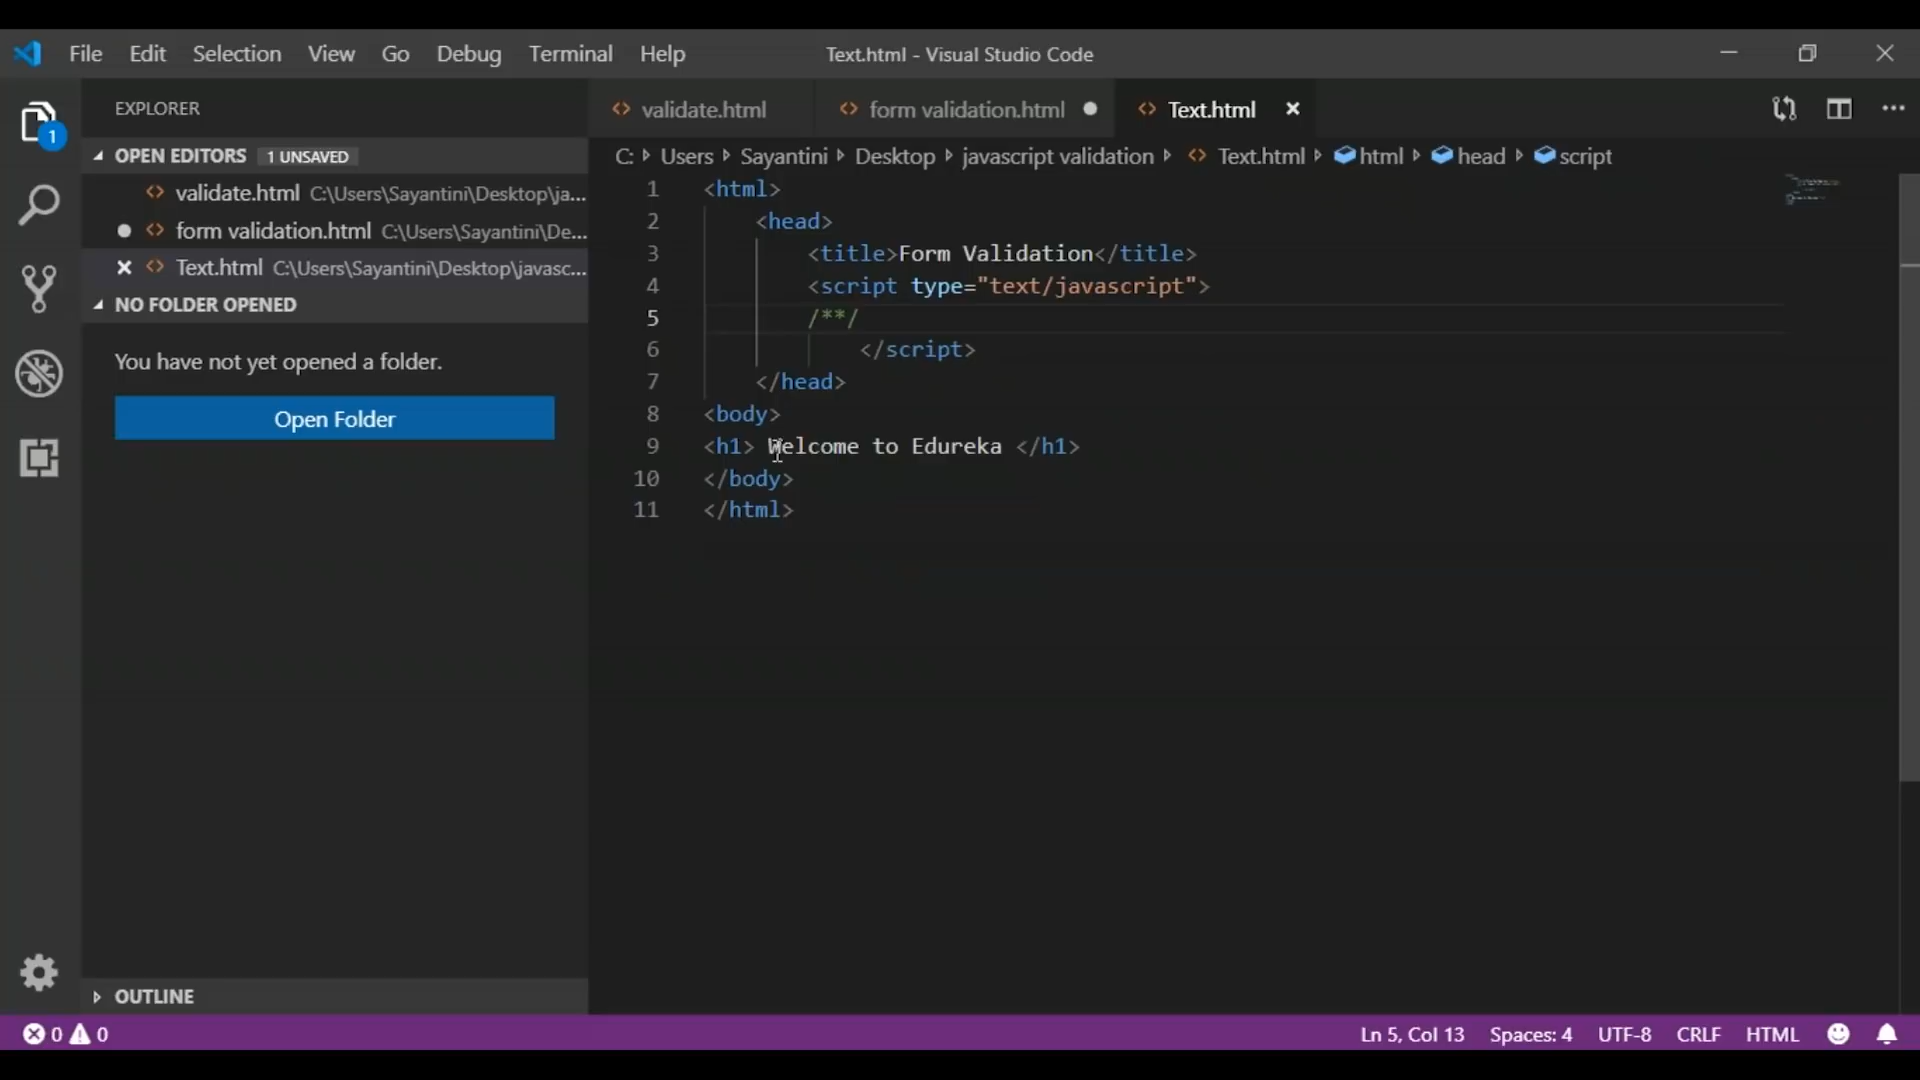 File Edit Selection View Go Debug Terminal Help Text.html - Visual Studio Code
EXPLORER
1
OPEN EDITORS 1 UNSAVED
validate.html C:\Users\Sayantini\Desktop\ja...
form validation.html C:\Users\Sayantini\De...
Text.html C:\Users\Sayantini\Desktop\javasc...
NO FOLDER OPENED
You have not yet opened a folder.
Open Folder
OUTLINE
validate.html form validation.html Text.html
C: Users Sayantini Desktop javascript validation Text.html html head script
1 <html>
2 <head>
3 <title>Form Validation</title>
4 <script type="text/javascript">
5 /**/
6 </script>
7 </head>
8 <body>
9 <h1> Welcome to Edureka </h1>
10 </body>
11 </html>
0 0 Ln 5, Col 13 Spaces: 4 UTF-8 CRLF HTML